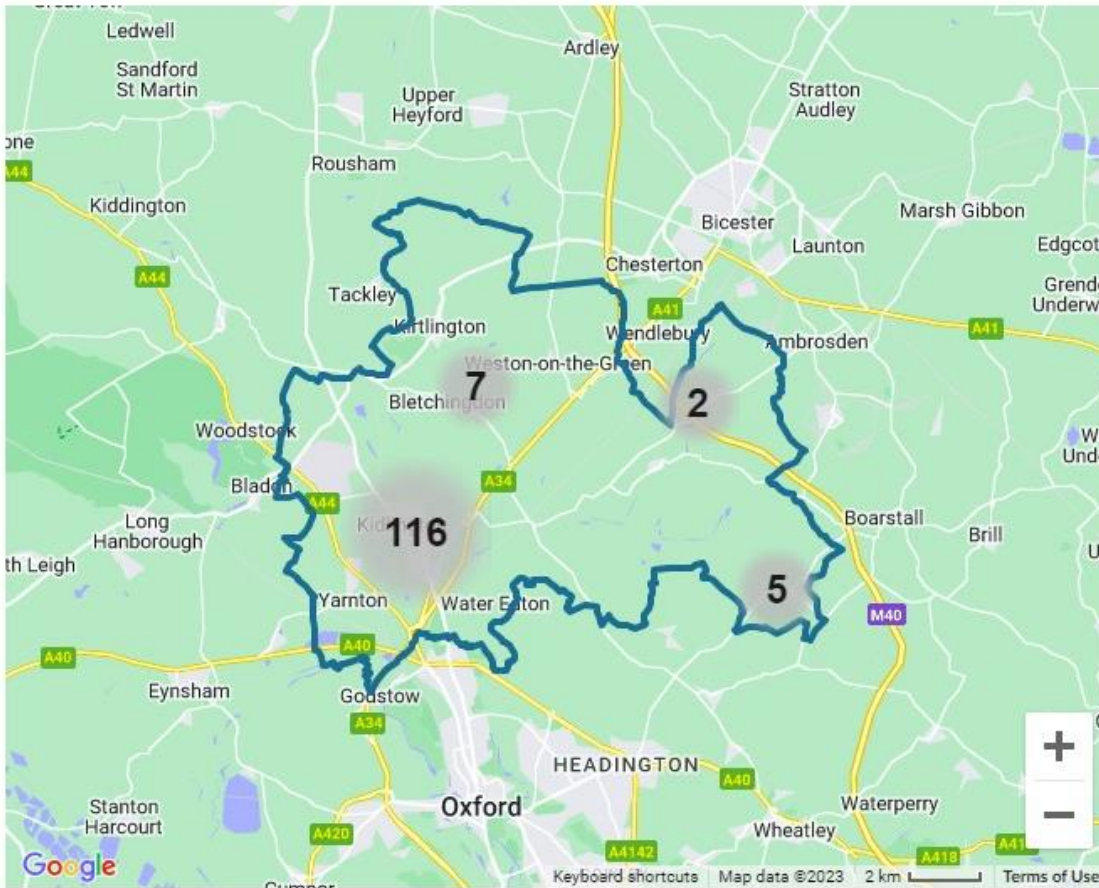 Ledwell
Ardley
Sandford
St Martin
Stratton
Audley
Upper
Heyford
Rousham
A44
Kiddington
Marsh Gibbon
Bicester
Launton
Chesterton
A44
Tackley
A41
Kirtlington
Wendlebury
A41
Ambrosden
Weston-on-the-Green
7
Bletchingdon
2
Woodstock
A34
Bladon
A44
Long
Hanborough
116
Boarstall
Brill
5
Yarnton
Water Eaton
M40
A40
A40
Eynsham
Godstow
A34
HEADINGTON
A40
+
−
Stanton
Harcourt
Oxford
Waterperry
A420
Wheatley
A4142
A418
Google
Keyboard shortcuts
Map data ©2023
2 km
Terms of Use